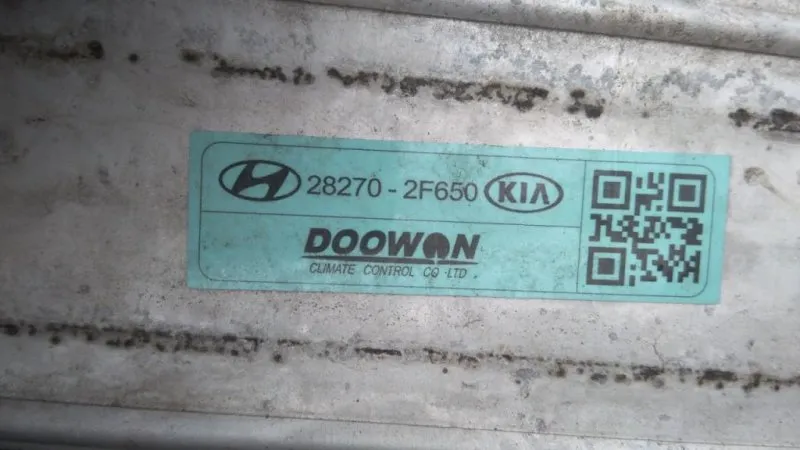 28270 - 2F650 KIA
DOOWON
CLIMATE CONTROL CO LTD.